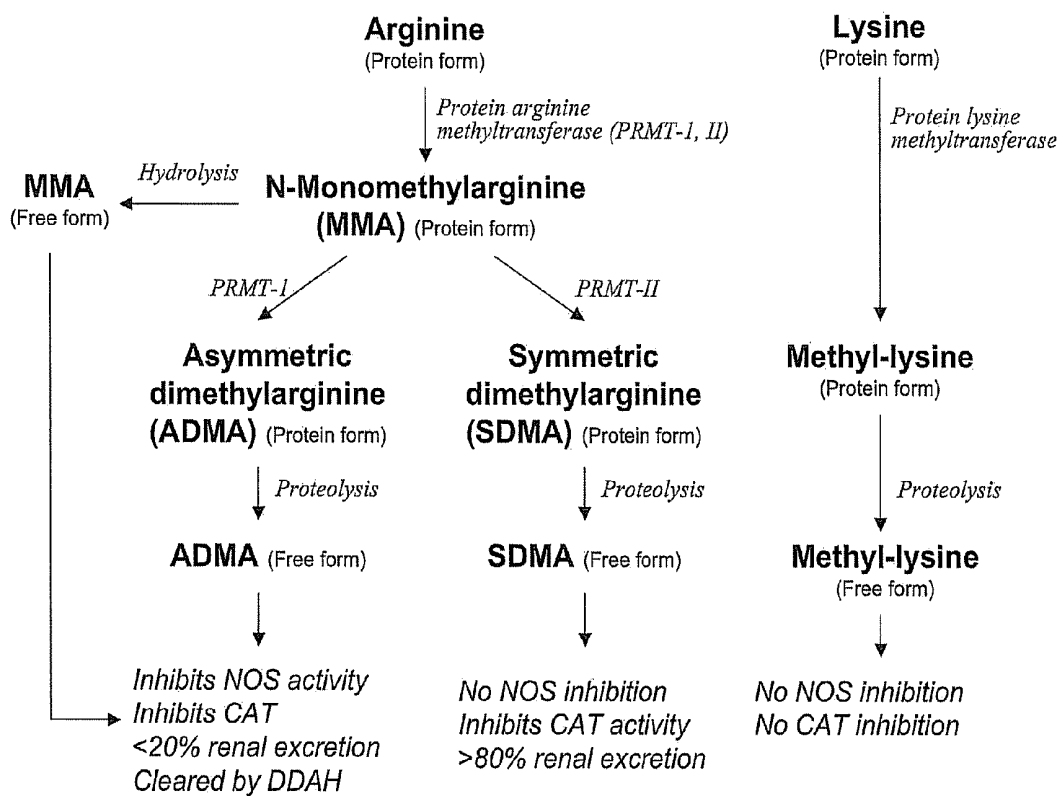 Arginine
(Protein form)
Lysine
(Protein form)
Protein arginine
methyltransferase (PRMT-1, II)
Protein lysine
methyltransferase
Hydrolysis
MMA
(Free form)
N-Monomethylarginine
(MMA) (Protein form)
PRMT-1
PRMT-II
Asymmetric
dimethylarginine
(ADMA) (Protein form)
Symmetric
dimethylarginine
(SDMA) (Protein form)
Methyl-lysine
(Protein form)
Proteolysis
Proteolysis
Proteolysis
ADMA (Free form)
SDMA (Free form)
Methyl-lysine
(Free form)
Inhibits NOS activity
Inhibits CAT
<20% renal excretion
Cleared by DDAH
No NOS inhibition
Inhibits CAT activity
>80% renal excretion
No NOS inhibition
No CAT inhibition